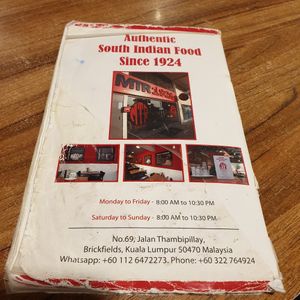 Authentic
South Indian Food
Since 1924
MTR 1924
Monday to Friday - 8:00 AM to 10:30 PM
Saturday to Sunday - 8:00 AM to 10:30 PM
No.69, Jalan Thambipillay,
Brickfields, Kuala Lumpur 50470 Malaysia
Whatsapp: +60 112 6472273, Phone: +60 322 764924